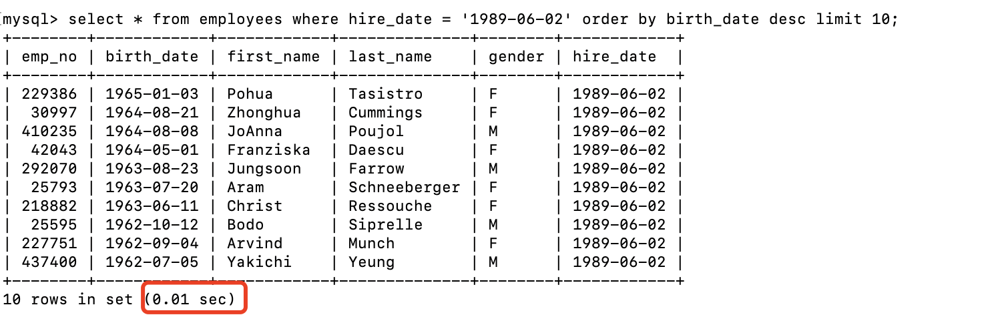 mysql> select * from employees where hire_date = '1989-06-02' order by birth_date desc limit 10;
+--------+------------+------------+--------------+--------+------------+
| emp_no | birth_date | first_name | last_name    | gender | hire_date  |
+--------+------------+------------+--------------+--------+------------+
| 229386 | 1965-01-03 | Pohua      | Tasistro     | F      | 1989-06-02 |
|  30997 | 1964-08-21 | Zhonghua   | Cummings     | F      | 1989-06-02 |
| 410235 | 1964-08-08 | JoAnna     | Poujol       | M      | 1989-06-02 |
|  42043 | 1964-05-01 | Franziska  | Daescu       | F      | 1989-06-02 |
| 292070 | 1963-08-23 | Jungsoon   | Farrow       | M      | 1989-06-02 |
|  25793 | 1963-07-20 | Aram       | Schneeberger | F      | 1989-06-02 |
| 218882 | 1963-06-11 | Christ     | Ressouche    | F      | 1989-06-02 |
|  25595 | 1962-10-12 | Bodo       | Siprelle     | M      | 1989-06-02 |
| 227751 | 1962-09-04 | Arvind     | Munch        | F      | 1989-06-02 |
| 437400 | 1962-07-05 | Yakichi    | Yeung        | M      | 1989-06-02 |
+--------+------------+------------+--------------+--------+------------+
10 rows in set (0.01 sec)